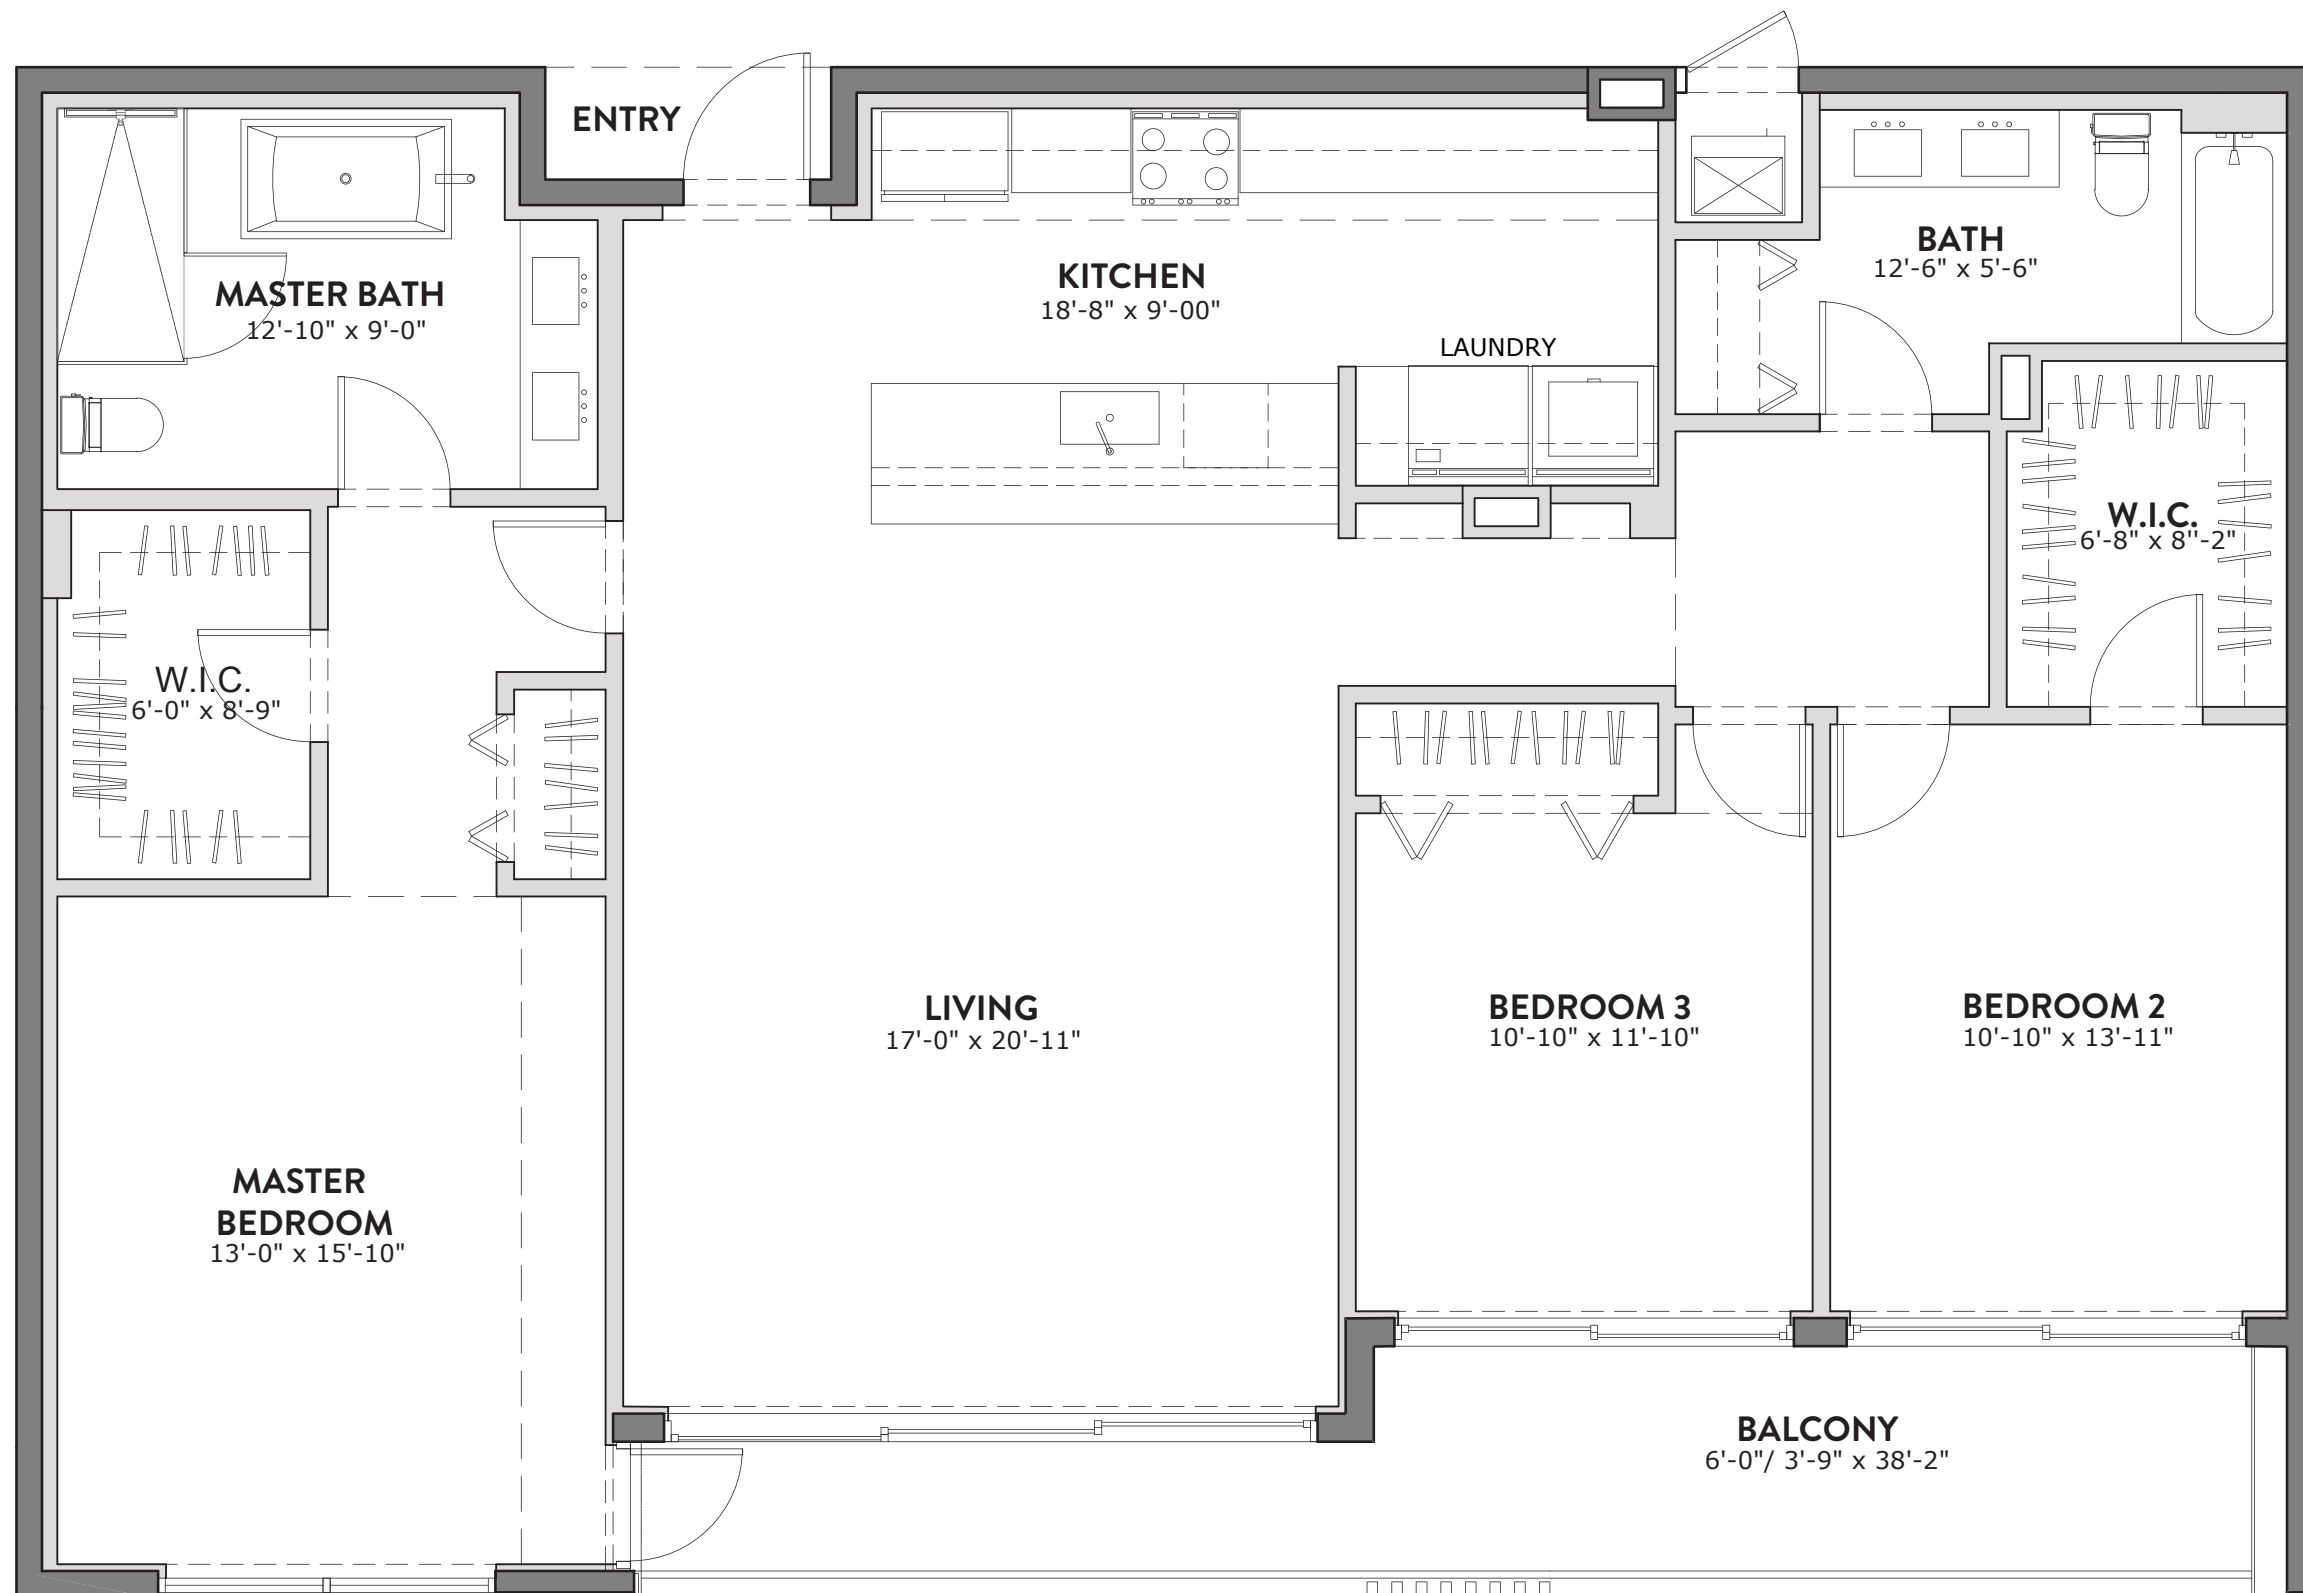 ENTRY
MASTER BATH
12'-10" x 9'-0"
KITCHEN
18'-8" x 9'-00"
LAUNDRY
BATH
12'-6" x 5'-6"
W.I.C.
6'-8" x 8"-2"
W.I.C.
6'-0" x 8'-9"
LIVING
17'-0" x 20'-11"
BEDROOM 3
10'-10" x 11'-10"
BEDROOM 2
10'-10" x 13'-11"
MASTER
BEDROOM
13'-0" x 15'-10"
BALCONY
6'-0"/ 3'-9" x 38'-2"